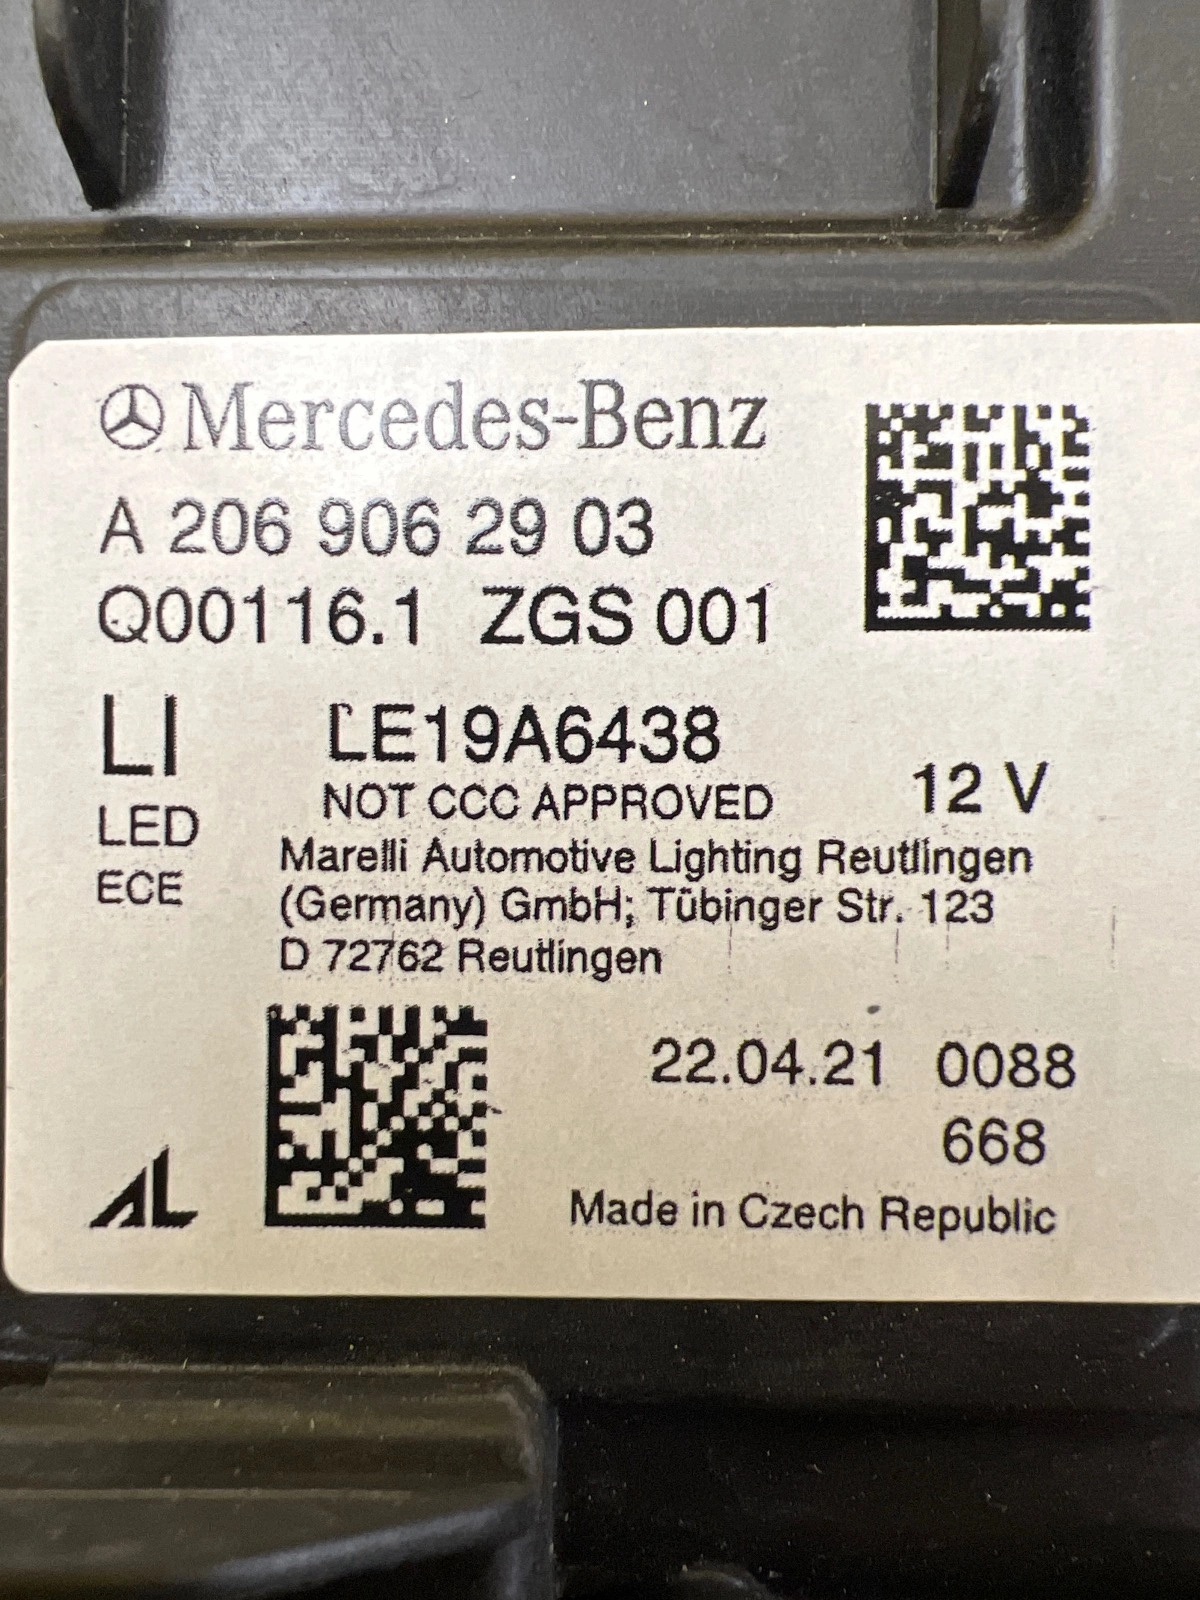 Mercedes-Benz
A 206 906 29 03
Q00116.1 ZGS 001
LI LE19A6438
NOT CCC APPROVED 12 V
LED
Marelli Automotive Lighting Reutlingen
ECE
(Germany) GmbH; Tübinger Str. 123
D 72762 Reutlingen
22.04.21 0088
668
AL
Made in Czech Republic